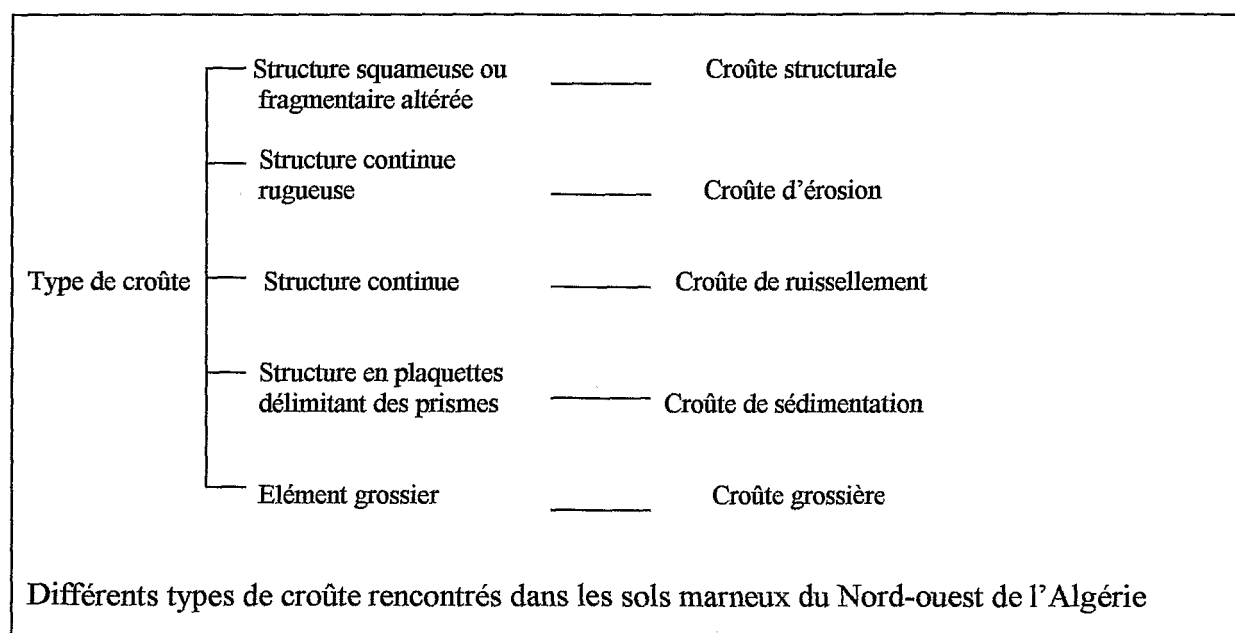 Structure squameuse ou Croûte structurale
fragmentaire altérée
Structure continue
rugueuse Croûte d'érosion
Type de croûte Structure continue Croûte de ruissellement
Structure en plaquettes
délimitant des prismes Croûte de sédimentation
Elément grossier Croûte grossière
Différents types de croûte rencontrés dans les sols marneux du Nord-ouest de l'Algérie